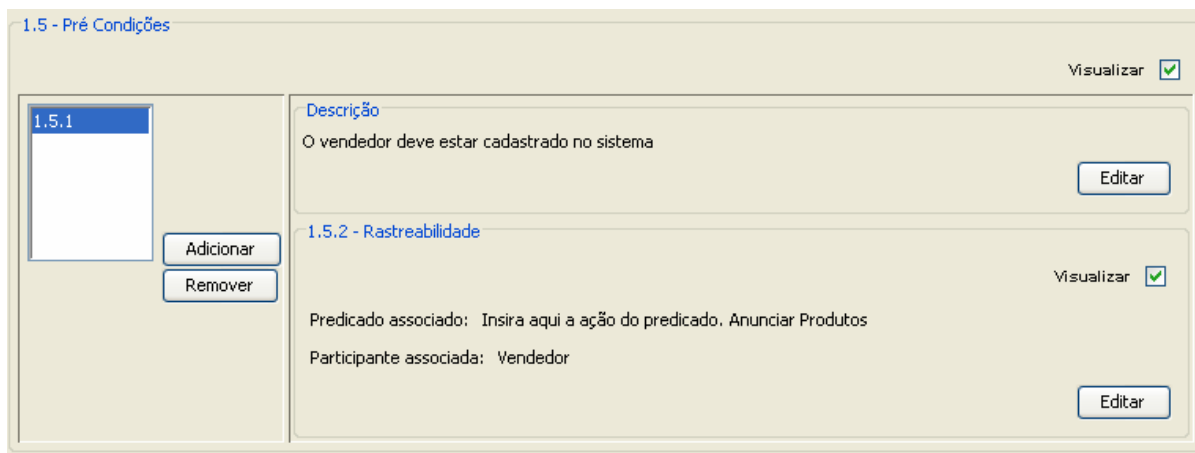 1.5 - Pré Condições
Visualizar
1.5.1
Adicionar
Remover
Descrição
O vendedor deve estar cadastrado no sistema
Editar
1.5.2 - Rastreabilidade
Visualizar
Predicado associado: Insira aqui a ação do predicado. Anunciar Produtos
Participante associada: Vendedor
Editar